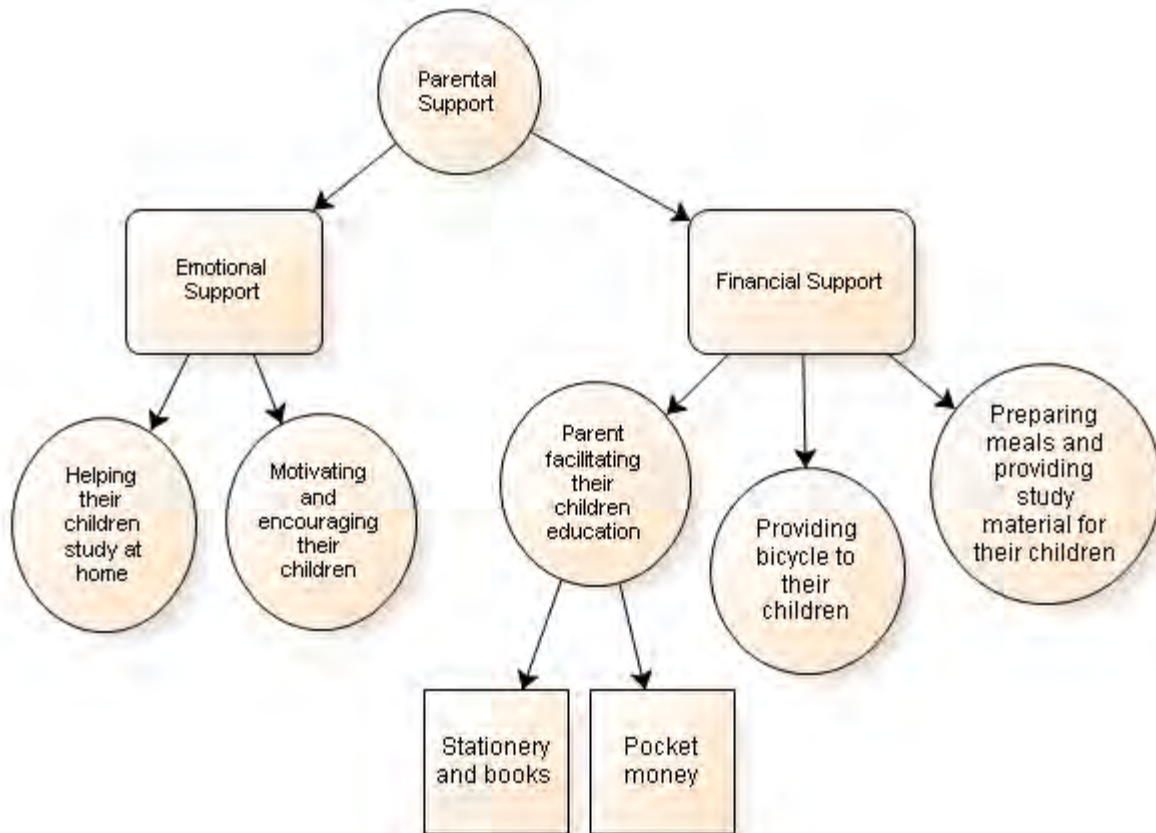 Parental
Support
Emotional
Support
Financial Support
Helping
their
children
study at
home
Motivating
and
encouraging
their
children
Parent
facilitating
their
children
education
Providing
bicycle to
their
children
Preparing
meals and
providing
study
material for
their children
Stationery
and books
Pocket
money